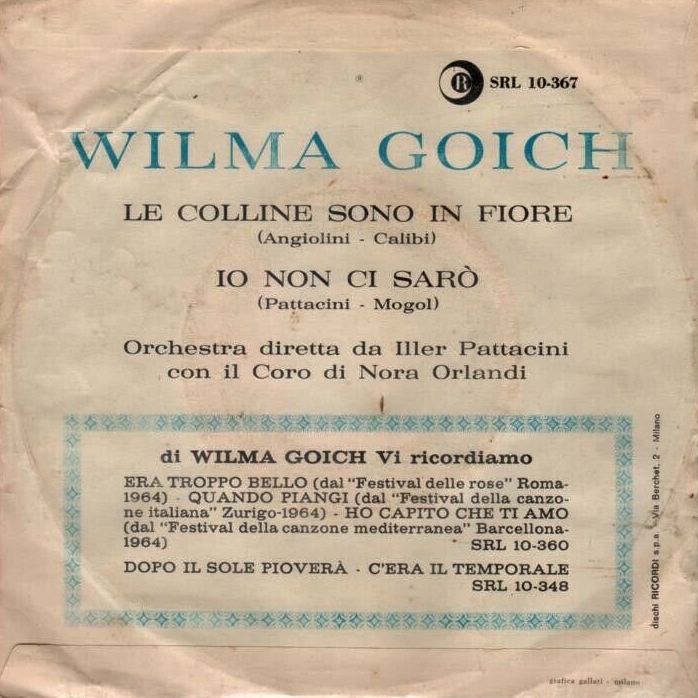 R SRL 10-367
WILMA GOICH
LE COLLINE SONO IN FIORE
(Angiolini - Calibi)
IO NON CI SARÒ
(Pattacini - Mogol)
Orchestra diretta da Iller Pattacini
con il Coro di Nora Orlandi
di WILMA GOICH Vi ricordiamo
ERA TROPPO BELLO (dal "Festival delle rose" Roma-
1964) - QUANDO PIANGI (dal "Festival della canzo-
ne italiana" Zurigo-1964) - HO CAPITO CHE TI AMO
(dal "Festival della canzone mediterranea" Barcellona-
1964) SRL 10-360
DOPO IL SOLE PIOVERÀ - C'ERA IL TEMPORALE
SRL 10-348
dischi RICORDI s.p.a. - Via Berchet, 2 - Milano
grafica gallari - milano